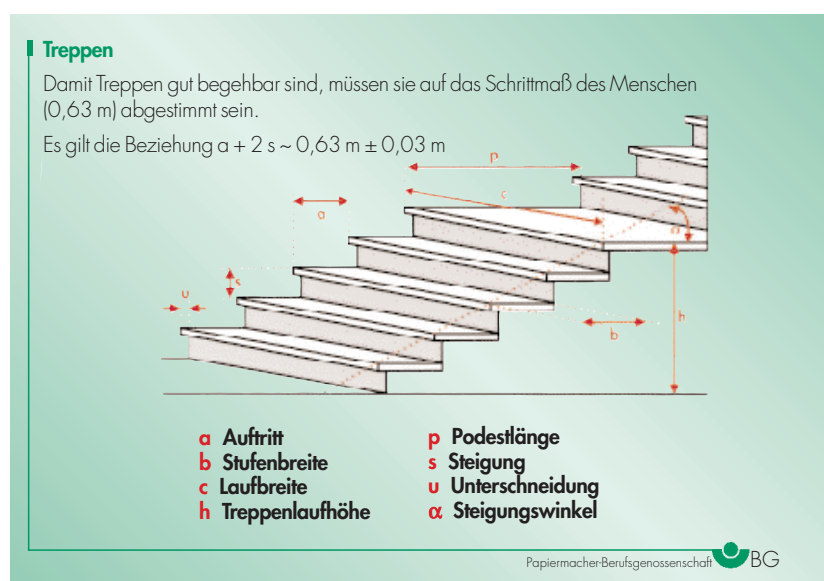 Treppen
Damit Treppen gut begehbar sind, müssen sie auf das Schrittmaß des Menschen
(0,63 m) abgestimmt sein.
Es gilt die Beziehung a + 2 s ~ 0,63 m ± 0,03 m
p
c
a
α
s
u
h
b
a Auftritt
b Stufenbreite
c Laufbreite
h Treppenlaufhöhe
p Podestlänge
s Steigung
u Unterschneidung
α Steigungswinkel
Papiermacher-Berufsgenossenschaft BG